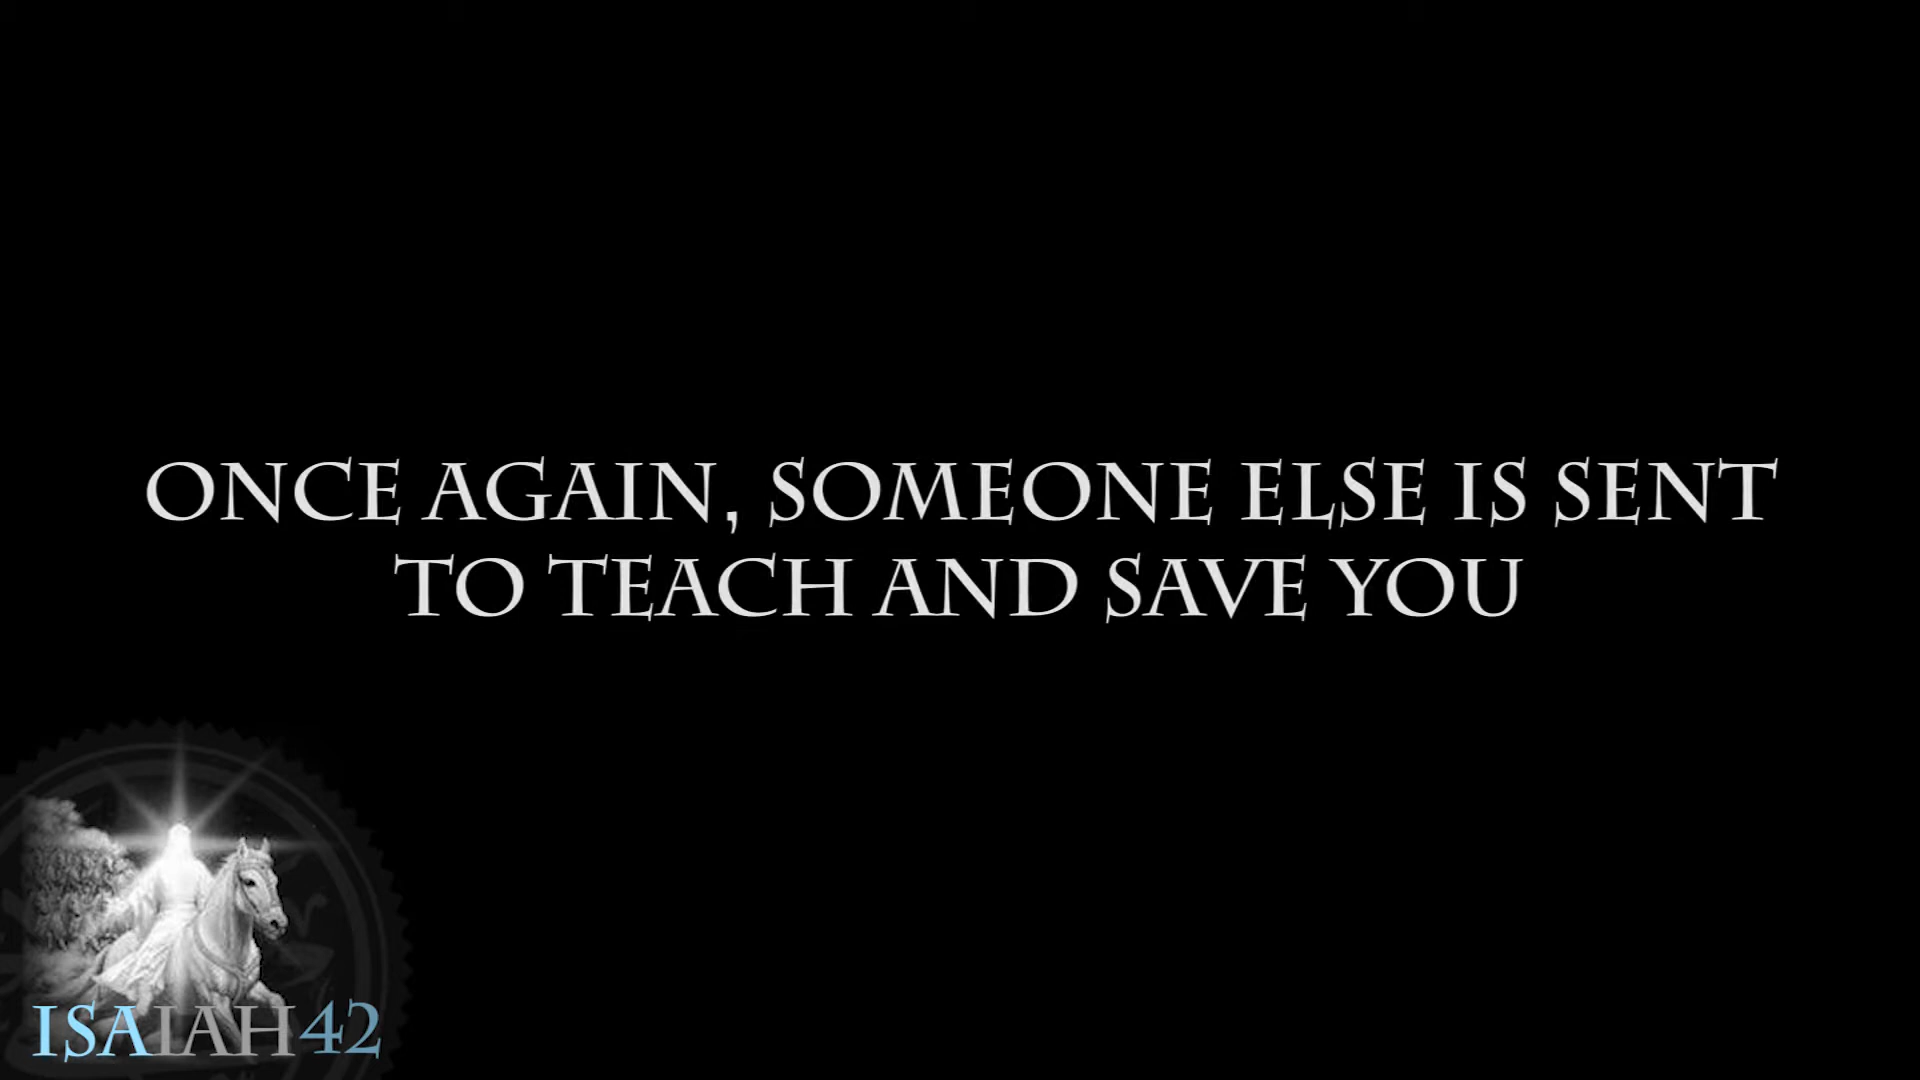 ONCE AGAIN, SOMEONE ELSE IS SENT
TO TEACH AND SAVE YOU
ISAIAH42